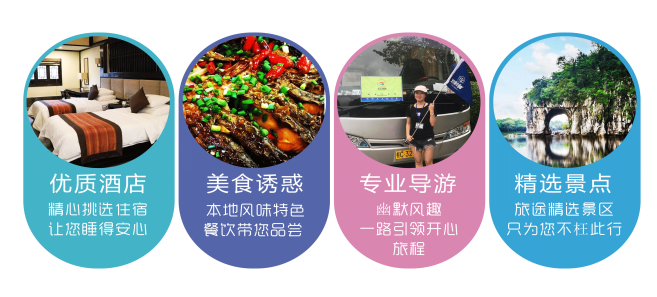 优质酒店
精心挑选住宿
让您睡得安心
美食诱惑
本地风味特色
餐饮带您品尝
专业导游
幽默风趣
一路引领开心
旅程
精选景点
旅途精选景区
只为您不枉此行